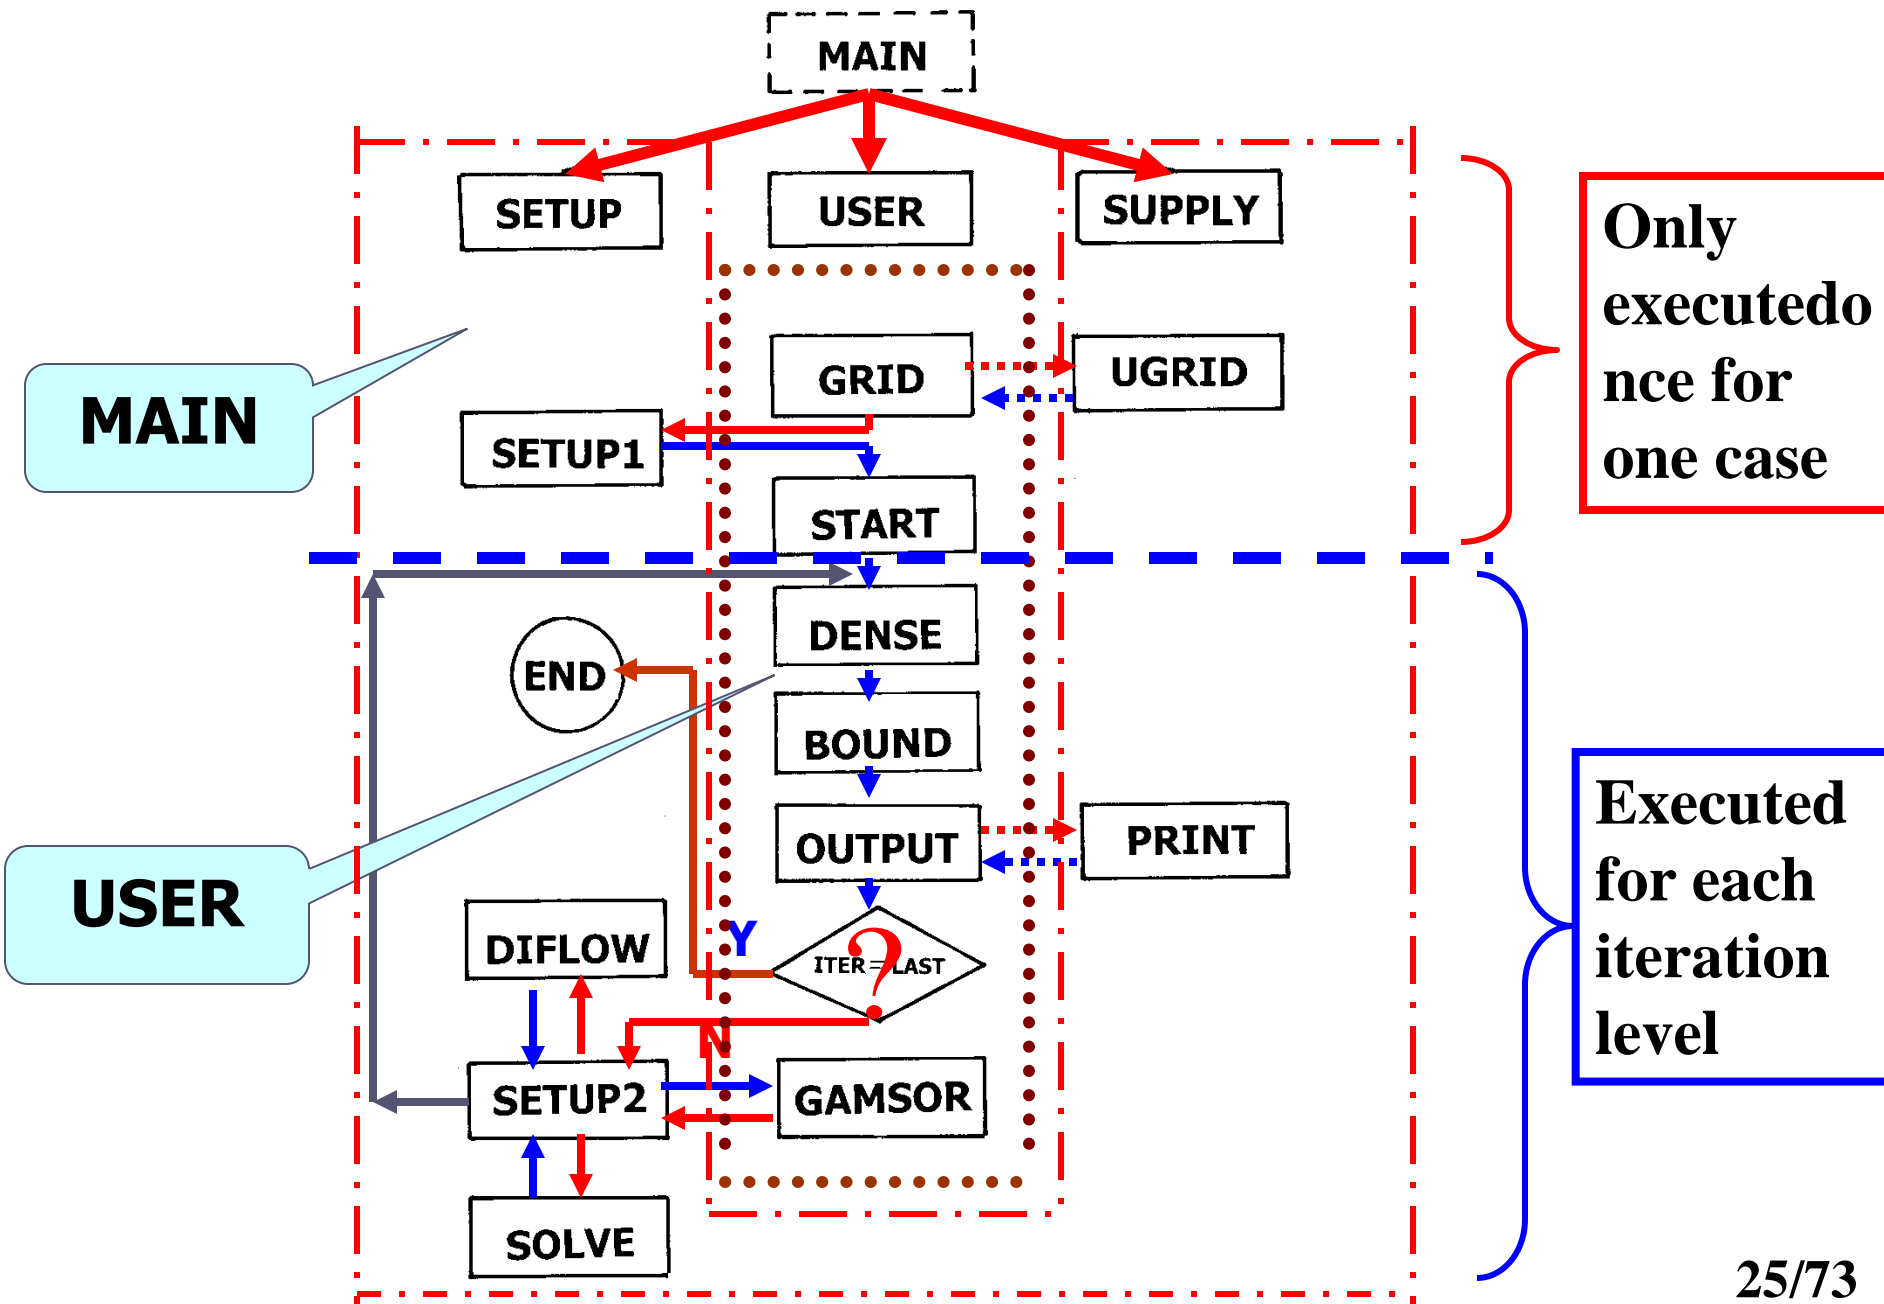 MAIN
SETUP
USER
SUPPLY
Only
executedo
nce for
one case
GRID
UGRID
MAIN
SETUP1
START
DENSE
END
BOUND
Executed
for each
iteration
level
OUTPUT
PRINT
USER
DIFLOW
Y
ITER=LAST
?
N
SETUP2
GAMSOR
SOLVE
25/73